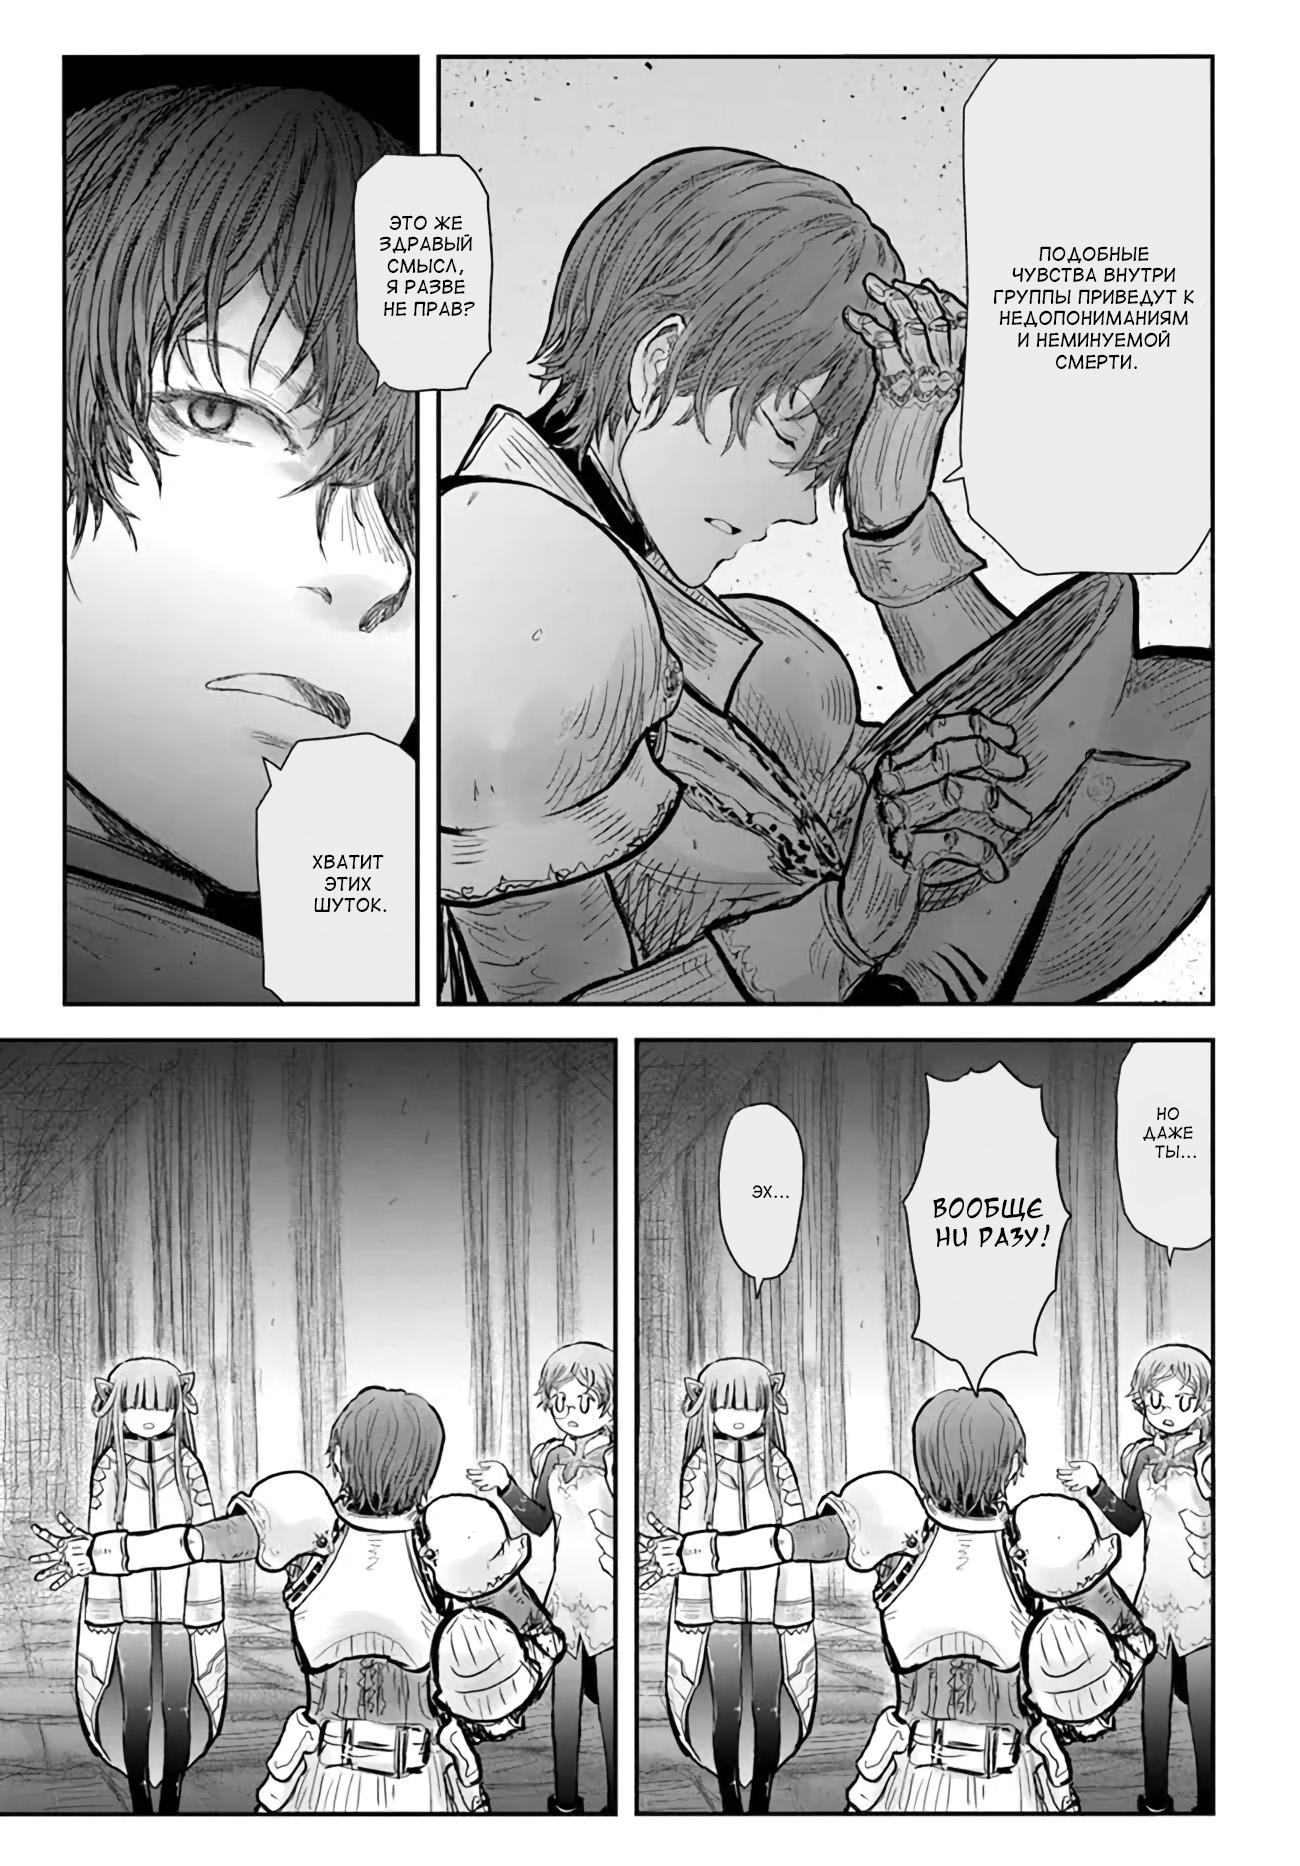 ПОДОБНЫЕ
ЧУВСТВА ВНУТРИ
ГРУППЫ ПРИВЕДУТ К
НЕДОПОНИМАНИЯМ
И НЕМИНУЕМОЙ
СМЕРТИ.
ЭТО ЖЕ
ЗДРАВЫЙ
СМЫСЛ,
Я РАЗВЕ
НЕ ПРАВ?
ХВАТИТ
ЭТИХ
ШУТОК.
НО
ДАЖЕ
ТЫ...
ВООБЩЕ
НИ РАЗУ!
ЭХ...